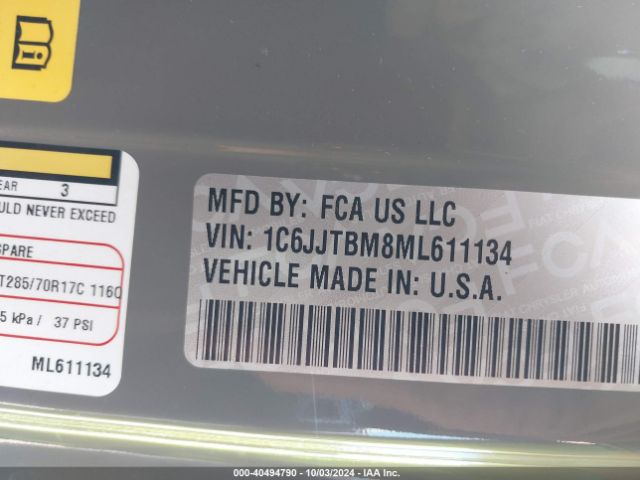 EAR 3
ULD NEVER EXCEED
SPARE
T285/70R17C 116Q
5 kPa / 37 PSI
ML611134
MFD BY: FCA US LLC
VIN: 1C6JJTBM8ML611134
VEHICLE MADE IN: U.S.A.
000-40494790 - 10/03/2024 - IAA Inc.